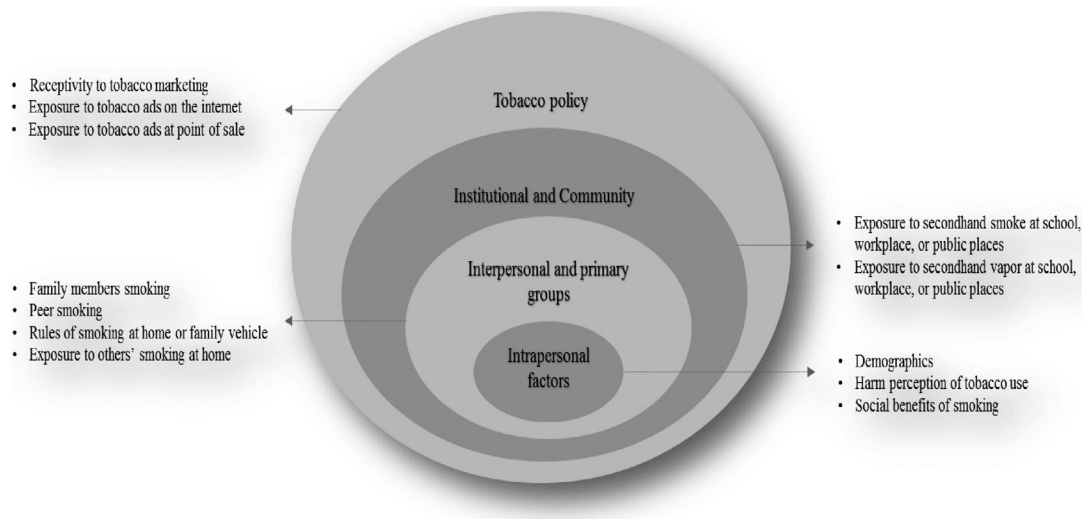 • Receptivity to tobacco marketing
• Exposure to tobacco ads on the internet
• Exposure to tobacco ads at point of sale
Tobacco policy
Institutional and Community
• Exposure to secondhand smoke at school,
workplace, or public places
• Exposure to secondhand vapor at school,
workplace, or public places
Interpersonal and primary
groups
• Family members smoking
• Peer smoking
• Rules of smoking at home or family vehicle
• Exposure to others’ smoking at home
Intrapersonal
factors
• Demographics
• Harm perception of tobacco use
• Social benefits of smoking